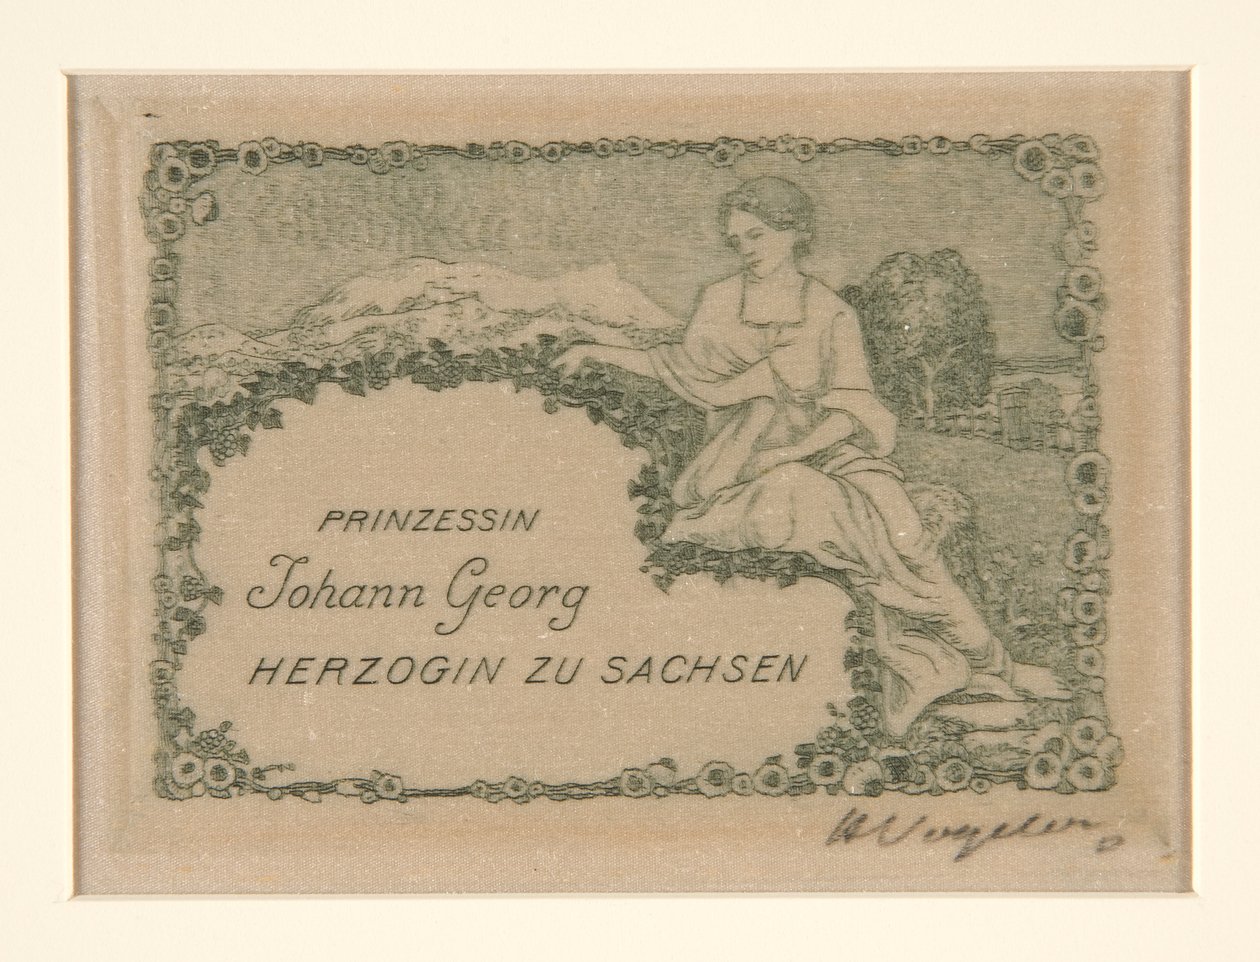 PRINZESSIN
Johann Georg
HERZOGIN ZU SACHSEN
H Vogeler